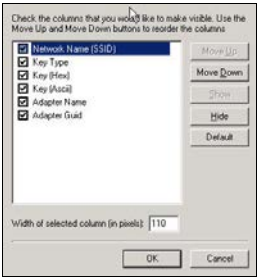 Check the columns that you would like to make visible. Use the
Move Up and Move Down buttons to reorder the columns
Network Name (SSID)
Key Type
Key (Hex)
Key (Ascii)
Adapter Name
Adapter Guid
Move Up
Move Down
Show
Hide
Default
Width of selected column (in pixels): 110
OK
Cancel